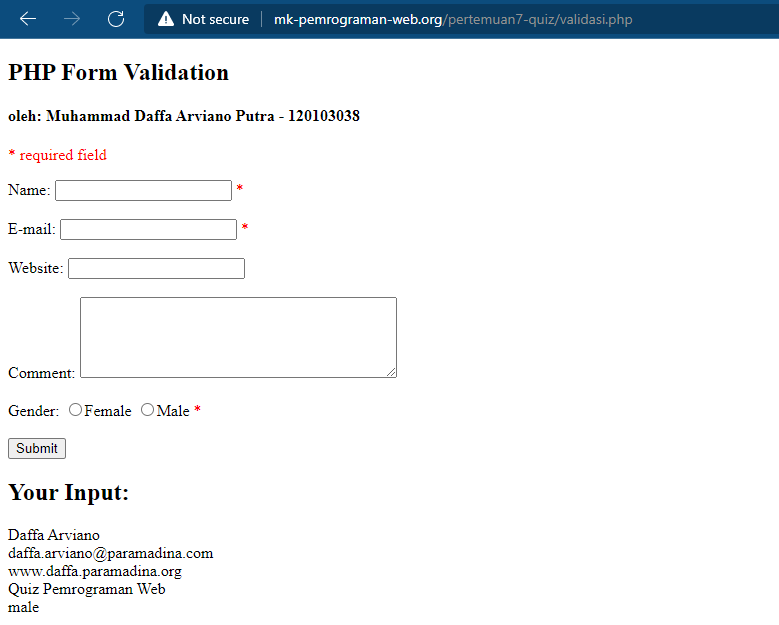 Not secure | mk-pemrograman-web.org/pertemuan7-quiz/validasi.php
PHP Form Validation
oleh: Muhammad Daffa Arviano Putra - 120103038
* required field
Name: *
E-mail: *
Website:
Comment:
Gender: Female Male *
Submit
Your Input:
Daffa Arviano
daffa.arviano@paramadina.com
www.daffa.paramadina.org
Quiz Pemrograman Web
male